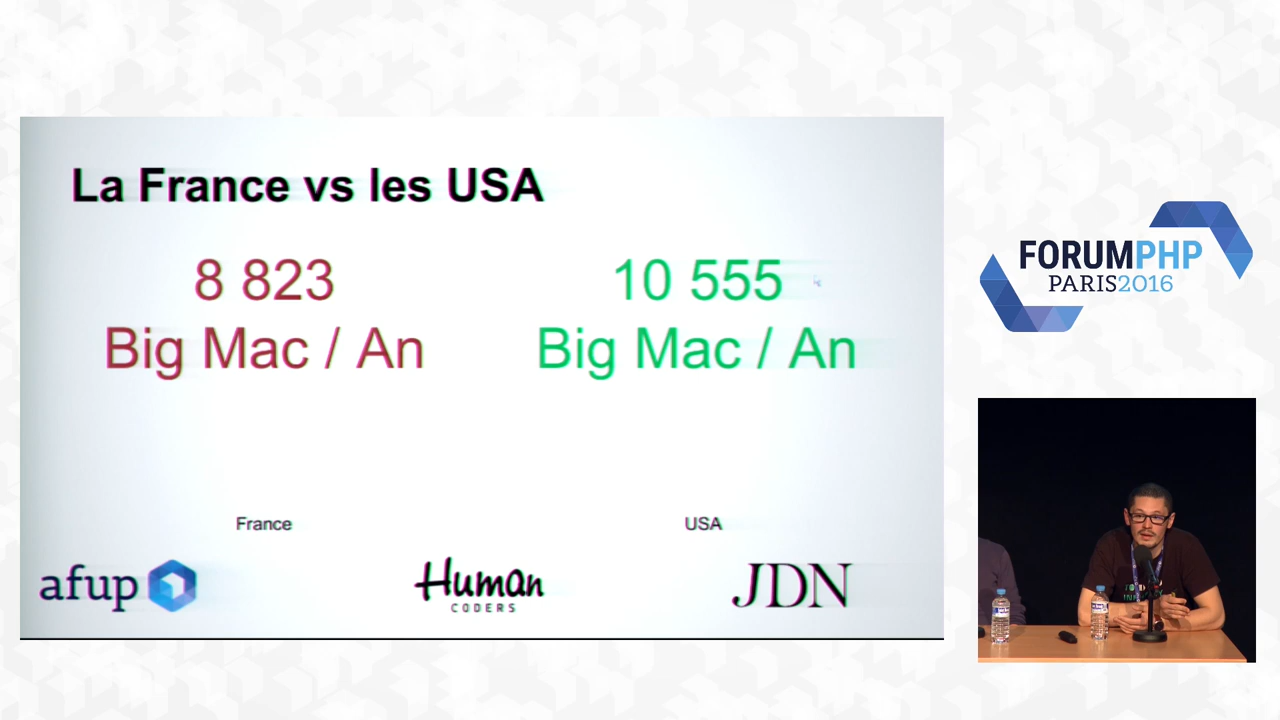 La France vs les USA
8 823
Big Mac / An
10 555
Big Mac / An
France
USA
afup
Human
CODERS
JDN
FORUMPHP
PARIS2016